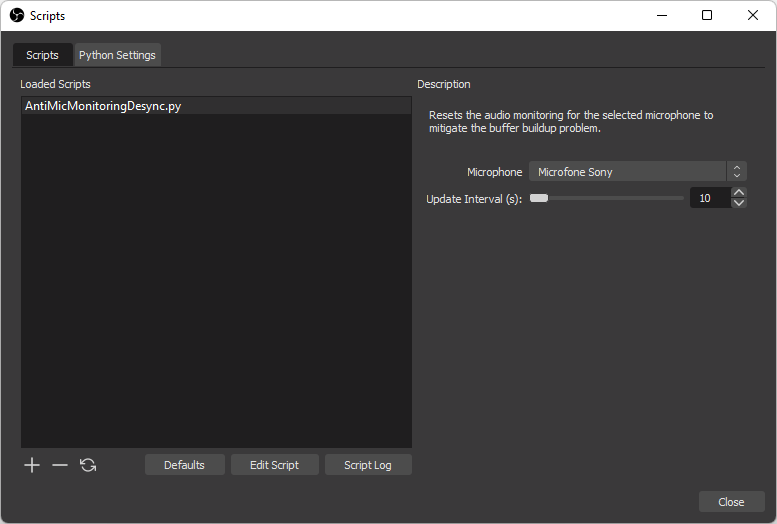 Scripts
Scripts
Python Settings
Loaded Scripts
AntiMicMonitoringDesync.py
Defaults
Edit Script
Script Log
Description
Resets the audio monitoring for the selected microphone to
mitigate the buffer buildup problem.
Microphone
Microfone Sony
Update Interval (s):
10
Close